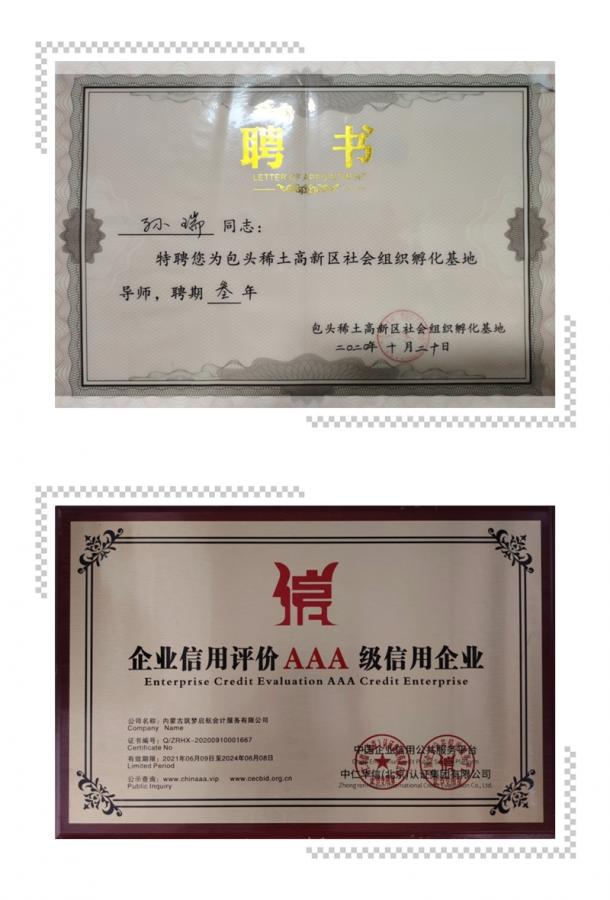 聘书
LETTER OF APPOINTMENT
孙瑞 同志：
特聘您为包头稀土高新区社会组织孵化基地
导师，聘期 叁 年
包头稀土高新区社会组织孵化基地
二〇二〇年十月二十日
信
企业信用评价AAA级信用企业
Enterprise Credit Evaluation AAA Credit Enterprise
公司名称：内蒙古筑梦启航会计服务有限公司
Company Name
证书编号：Q/ZRHX-20200910001667
Certificate No
有效期限：2021年06月09日至2024年06月08日
Limited Period
公示查询：www.chinaaa.vip www.cecbid.org.cn
Public Inquiry
中国企业信用公共服务平台
中仁华信(北京)认证集团有限公司